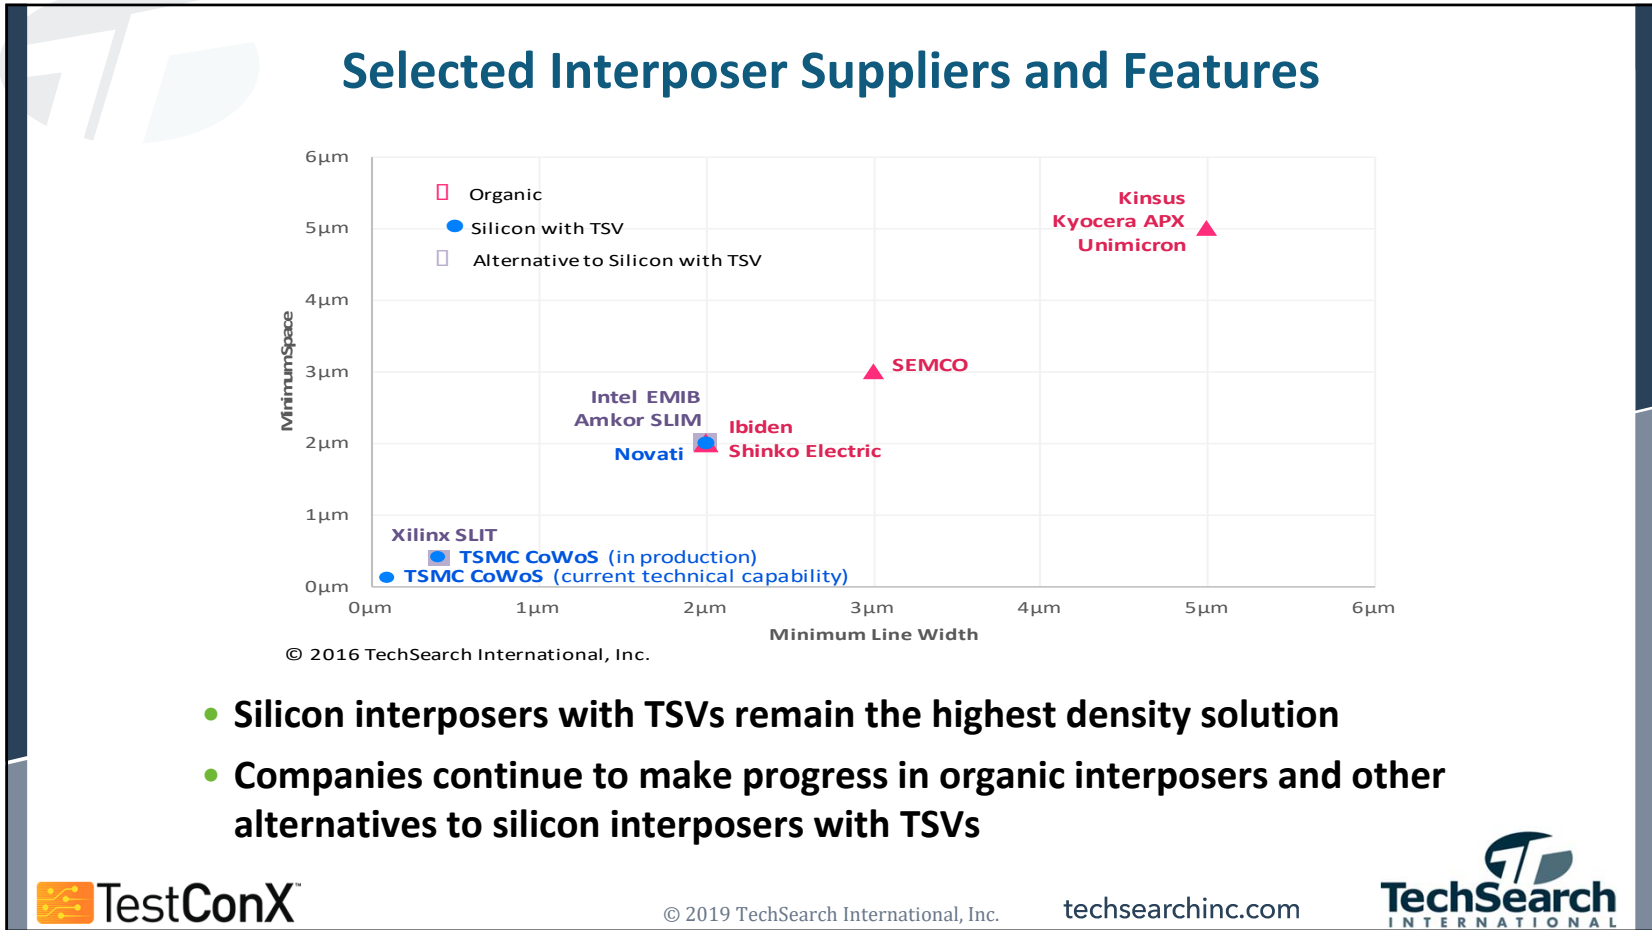 Selected Interposer Suppliers and Features
6µm
5µm
4µm
3µm
2µm
1µm
0µm
Minimum Space
Organic
Silicon with TSV
Alternative to Silicon with TSV
Kinsus
Kyocera APX
Unimicron
SEMCO
Intel EMIB
Amkor SLIM
Novati
Ibiden
Shinko Electric
Xilinx SLIT
TSMC CoWoS (in production)
TSMC CoWoS (current technical capability)
0µm 1µm 2µm 3µm 4µm 5µm 6µm
Minimum Line Width
© 2016 TechSearch International, Inc.
• Silicon interposers with TSVs remain the highest density solution
• Companies continue to make progress in organic interposers and other
alternatives to silicon interposers with TSVs
TestConX™
© 2019 TechSearch International, Inc.
techsearchinc.com
TechSearch
INTERNATIONAL